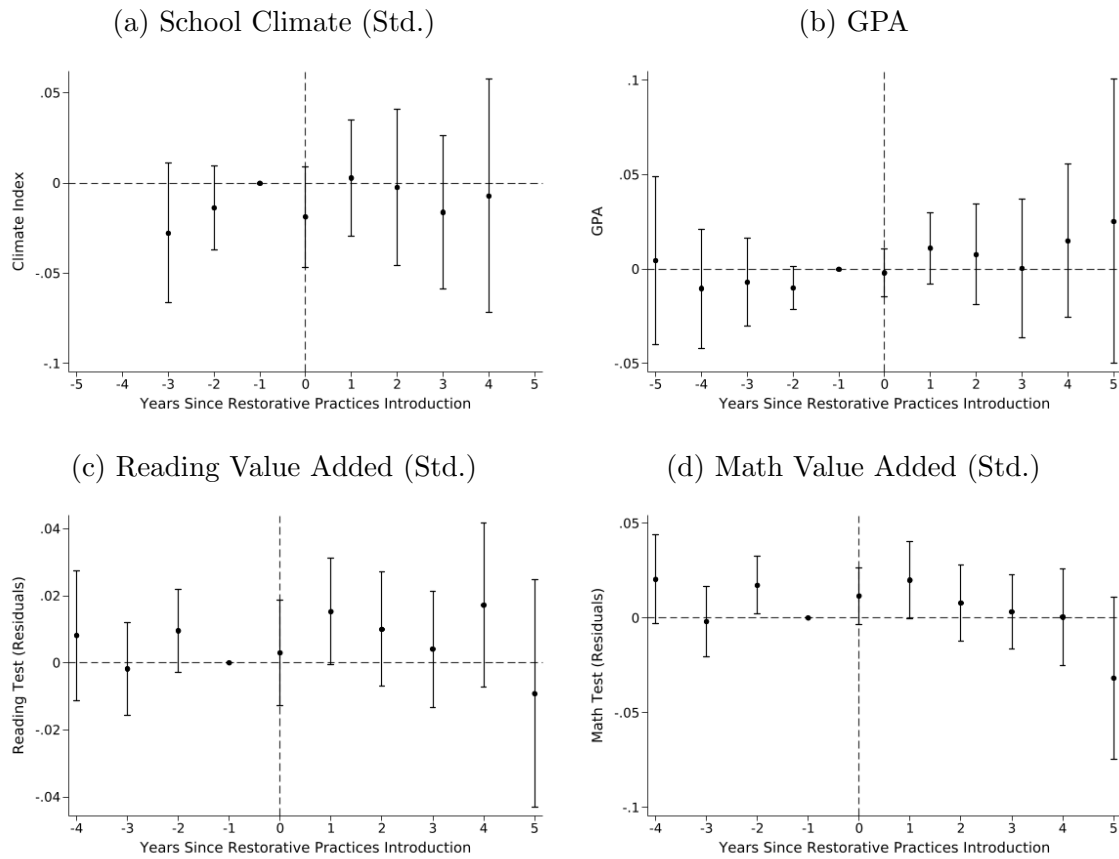 (a) School Climate (Std.)
(b) GPA
.05
0
-.05
-.1
Climate Index
-5 -4 -3 -2 -1 0 1 2 3 4 5
Years Since Restorative Practices Introduction
.1
.05
0
-.05
GPA
-5 -4 -3 -2 -1 0 1 2 3 4 5
Years Since Restorative Practices Introduction
(c) Reading Value Added (Std.)
(d) Math Value Added (Std.)
.04
.02
0
-.02
-.04
Reading Test (Residuals)
-4 -3 -2 -1 0 1 2 3 4 5
Years Since Restorative Practices Introduction
.05
0
-.05
-.1
Math Test (Residuals)
-4 -3 -2 -1 0 1 2 3 4 5
Years Since Restorative Practices Introduction